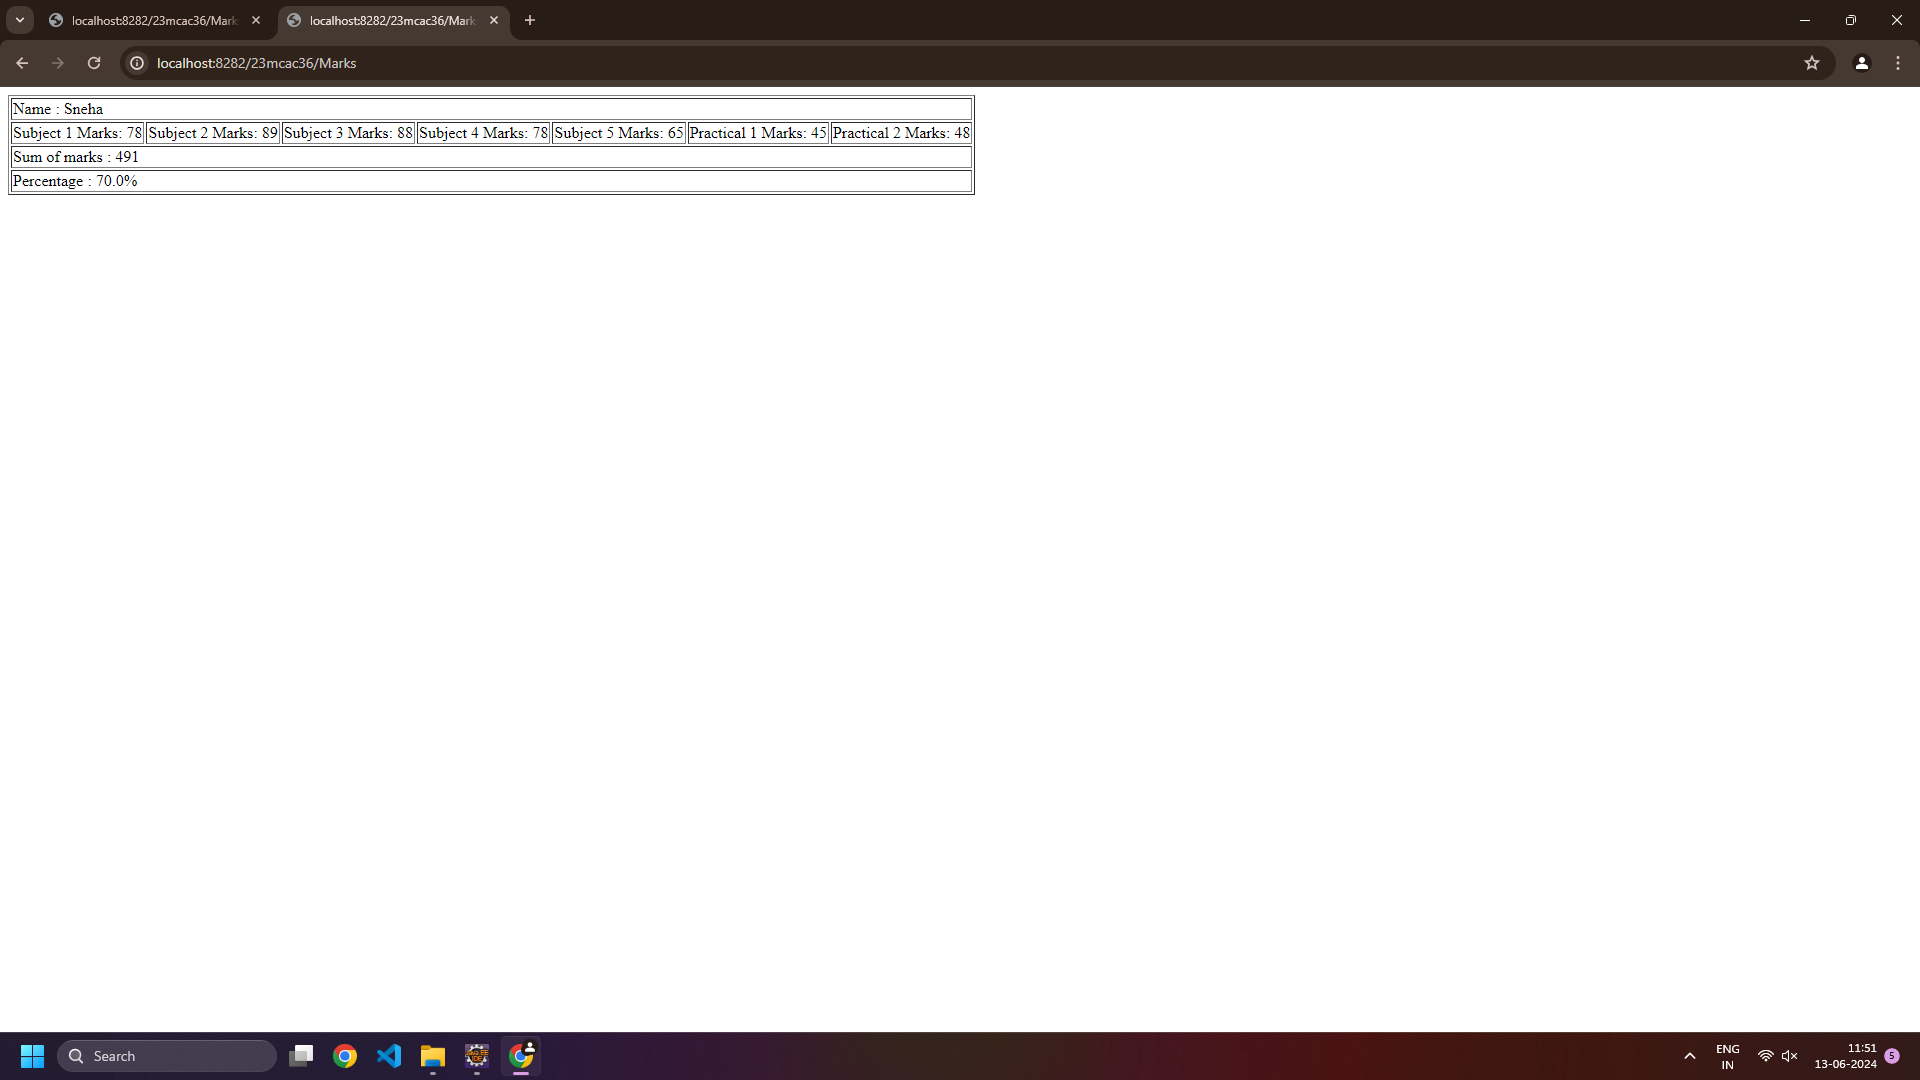 localhost:8282/23mcac36/Mark
localhost:8282/23mcac36/Mark
localhost:8282/23mcac36/Marks
Name : Sneha
Subject 1 Marks: 78 Subject 2 Marks: 89 Subject 3 Marks: 88 Subject 4 Marks: 78 Subject 5 Marks: 65 Practical 1 Marks: 45 Practical 2 Marks: 48
Sum of marks : 491
Percentage : 70.0%
Search
Java EE
IDE
ENG
IN
11:51
13-06-2024
5